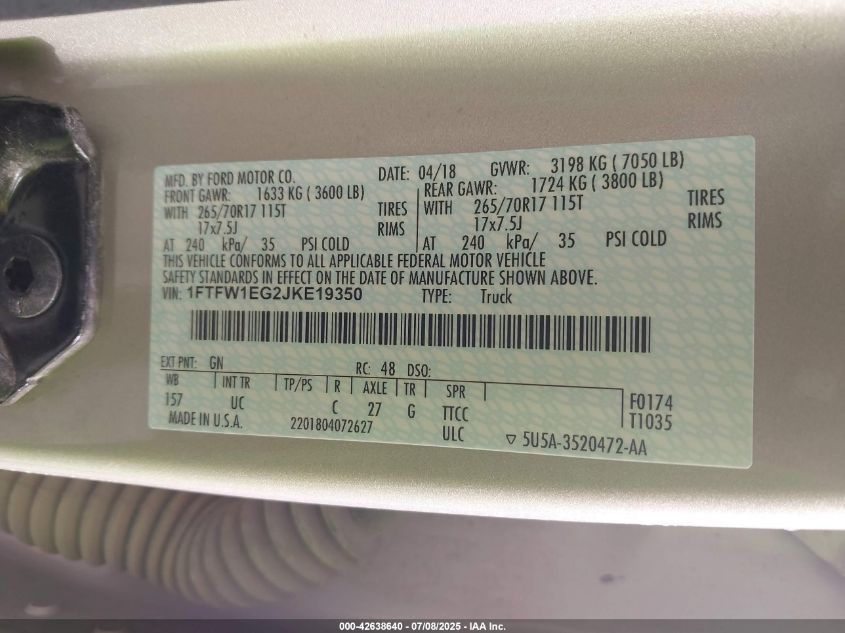 MFD. BY FORD MOTOR CO. DATE: 04/18 GVWR: 3198 KG ( 7050 LB)
FRONT GAWR: 1633 KG ( 3600 LB) REAR GAWR: 1724 KG ( 3800 LB)
WITH 265/70R17 115T TIRES WITH 265/70R17 115T TIRES
17x7.5J RIMS 17x7.5J RIMS
AT 240 kPa/ 35 PSI COLD AT 240 kPa/ 35 PSI COLD
THIS VEHICLE CONFORMS TO ALL APPLICABLE FEDERAL MOTOR VEHICLE
SAFETY STANDARDS IN EFFECT ON THE DATE OF MANUFACTURE SHOWN ABOVE.
VIN: 1FTFW1EG2JKE19350 TYPE: Truck
EXT PNT: GN RC: 48 DSO:
WB INT TR TP/PS R AXLE TR SPR F0174
157 UC C 27 G TTCC T1035
MADE IN U.S.A. 2201804072627 ULC ▽ 5U5A-3520472-AA
000-42638640 - 07/08/2025 - IAA Inc.